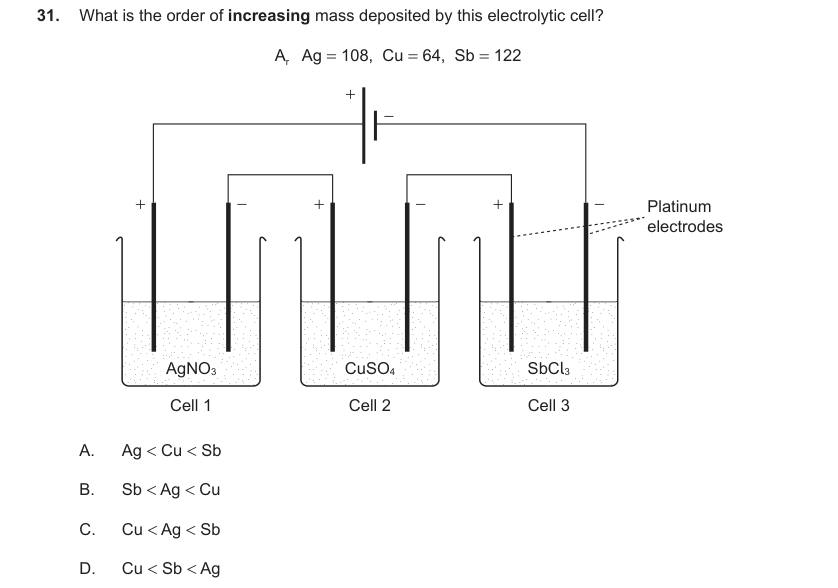 31. What is the order of increasing mass deposited by this electrolytic cell?
Aᵣ Ag = 108, Cu = 64, Sb = 122
+
−
+ − + − + −
Platinum
electrodes
AgNO₃ CuSO₄ SbCl₃
Cell 1 Cell 2 Cell 3
A. Ag < Cu < Sb
B. Sb < Ag < Cu
C. Cu < Ag < Sb
D. Cu < Sb < Ag